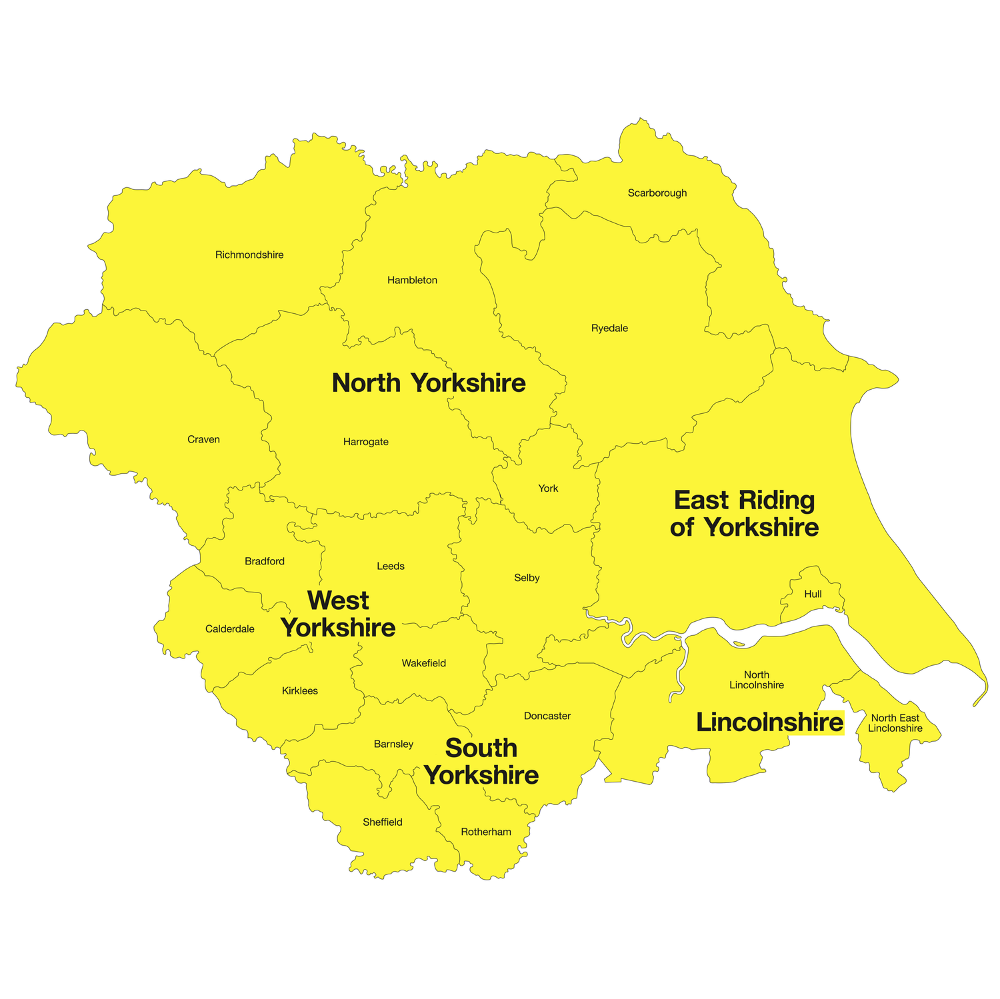 Scarborough
Richmondshire
Hambleton
Ryedale
North Yorkshire
Craven
Harrogate
York
East Riding
of Yorkshire
Bradford
Leeds
Selby
Hull
West
Yorkshire
Calderdale
Wakefield
Kirklees
North
Lincolnshire
Doncaster
Lincolnshire
North East
Linclonshire
Barnsley
South
Yorkshire
Sheffield
Rotherham